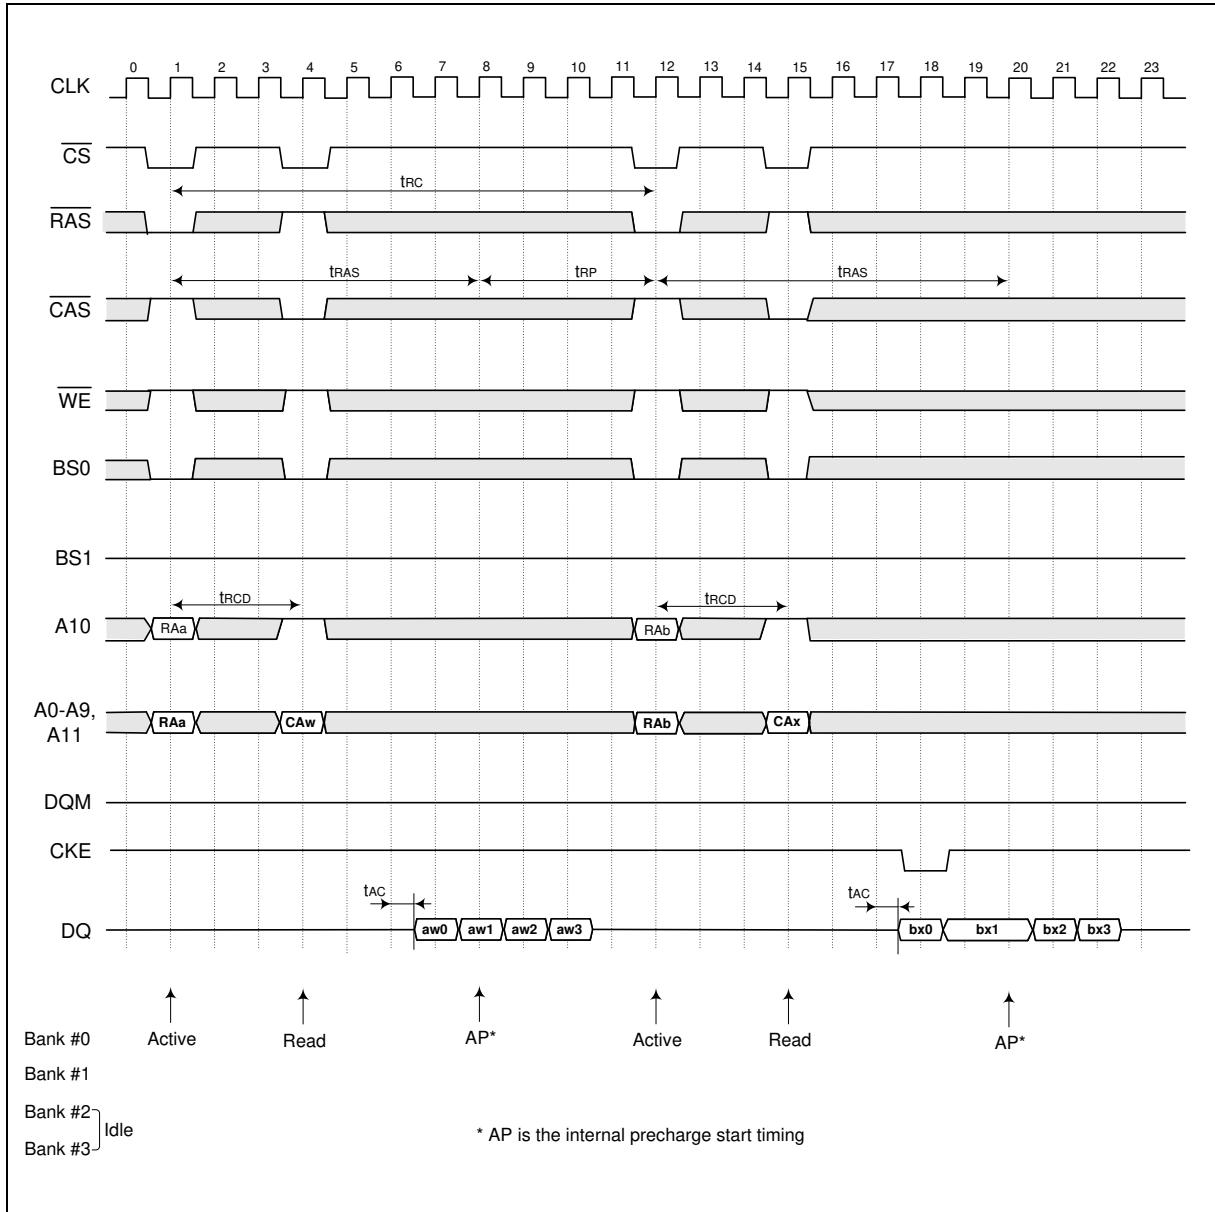 0 1 2 3 4 5 6 7 8 9 10 11 12 13 14 15 16 17 18 19 20 21 22 23
CLK
CS
tRC
RAS
tRAS tRP tRAS
CAS
WE
BS0
BS1
tRCD tRCD
A10 RAa RAb
A0-A9,
A11
RAa CAw RAb CAx
DQM
CKE
tAC tAC
DQ aw0 aw1 aw2 aw3 bx0 bx1 bx2 bx3
Bank #0 Active Read AP* Active Read AP*
Bank #1
Bank #2
Idle
Bank #3
* AP is the internal precharge start timing